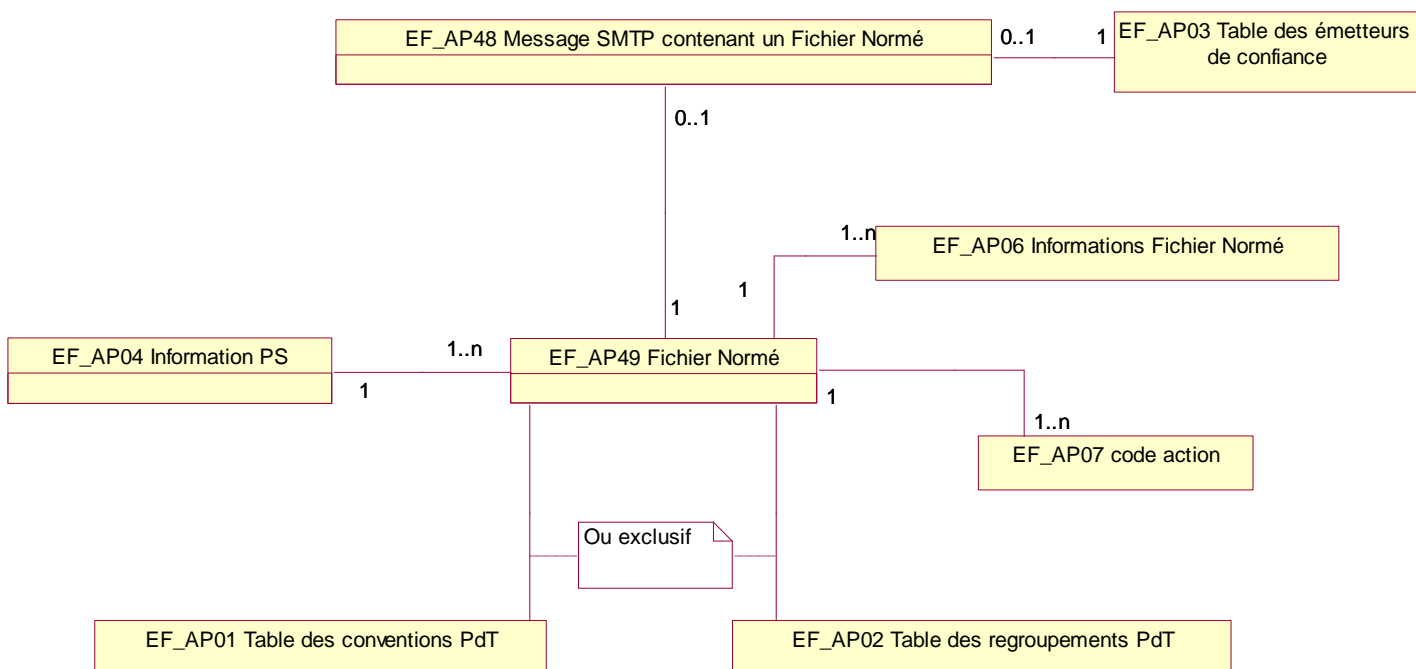 EF_AP48 Message SMTP contenant un Fichier Normé
0..1
1
EF_AP03 Table des émetteurs
de confiance
0..1
1..n
EF_AP06 Informations Fichier Normé
1
1
EF_AP04 Information PS
1..n
1
EF_AP49 Fichier Normé
1
1..n
EF_AP07 code action
Ou exclusif
EF_AP01 Table des conventions PdT
EF_AP02 Table des regroupements PdT